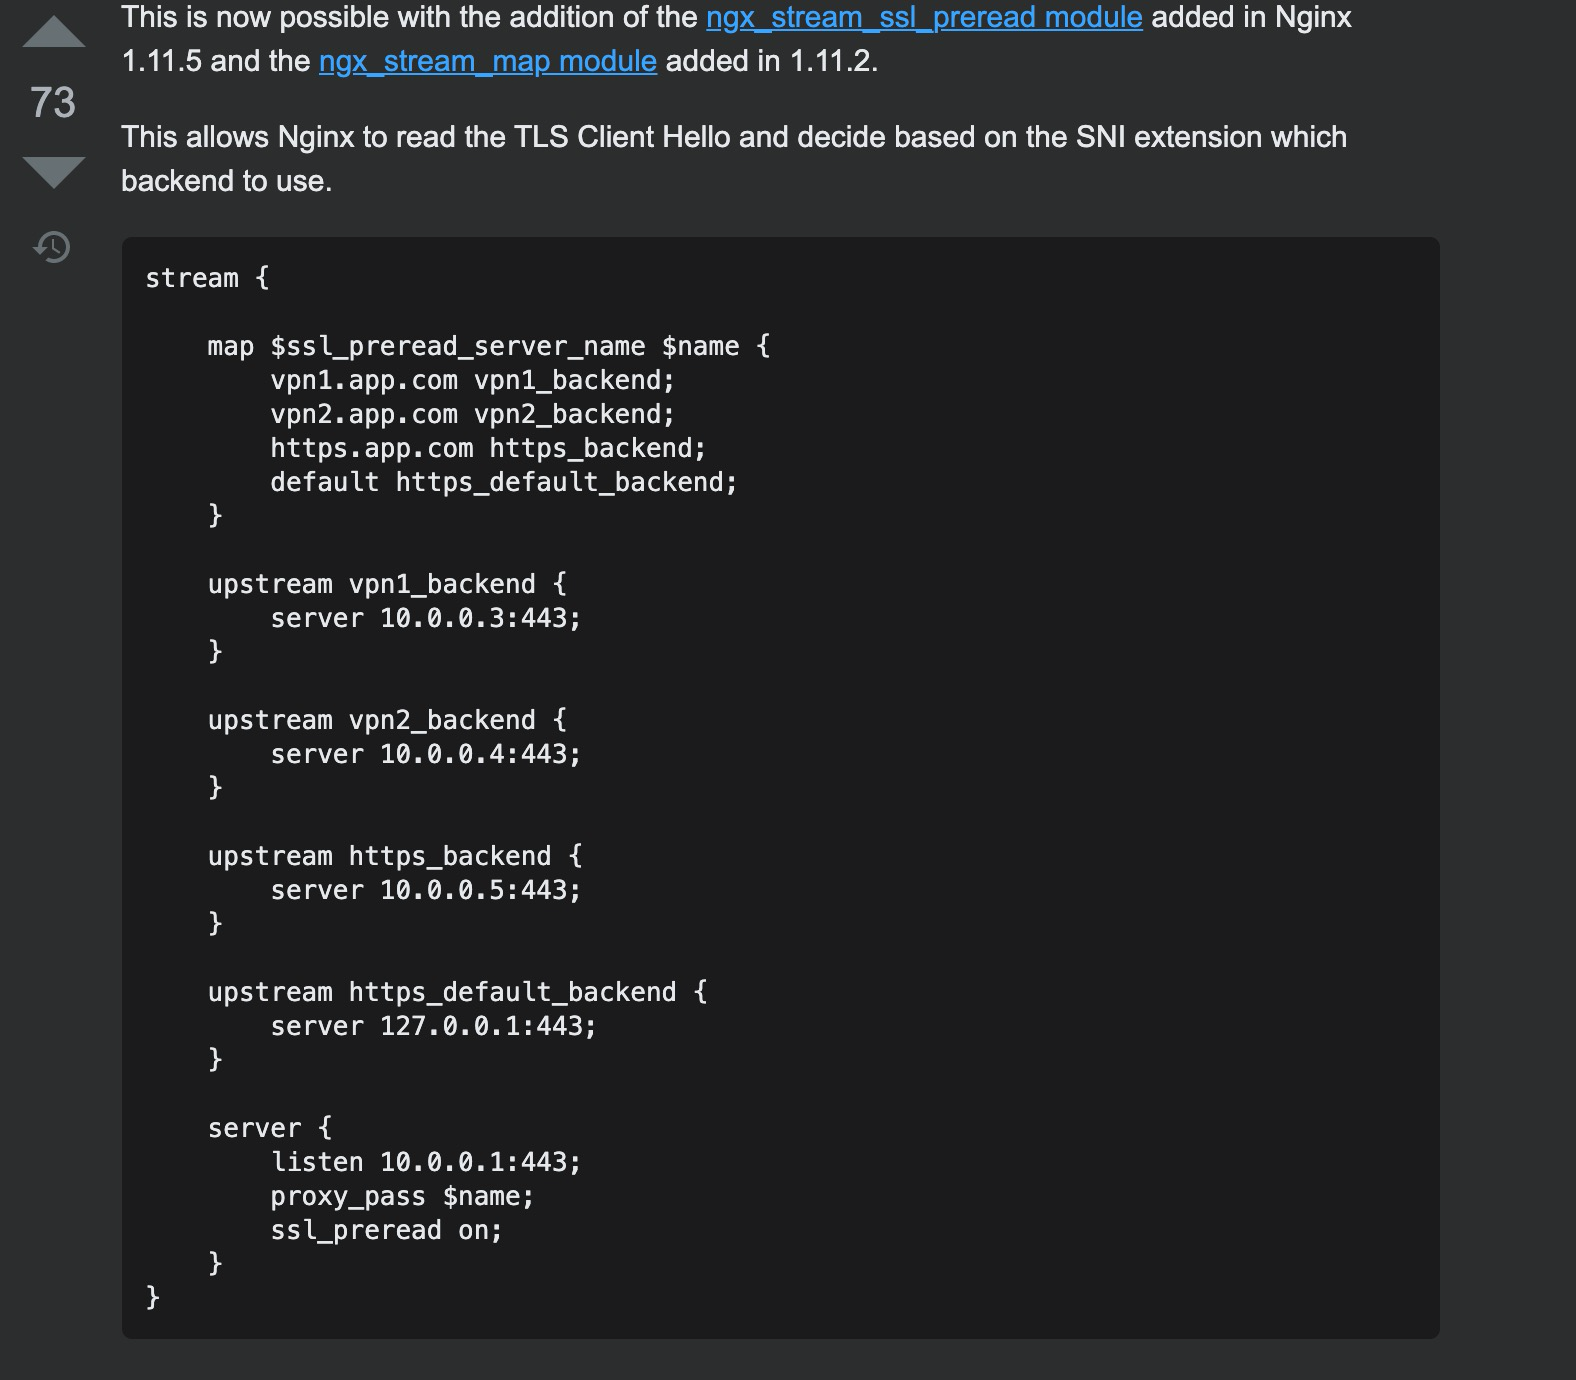 This is now possible with the addition of the ngx_stream_ssl_preread module added in Nginx
1.11.5 and the ngx_stream_map module added in 1.11.2.
73
This allows Nginx to read the TLS Client Hello and decide based on the SNI extension which
backend to use.
stream {
    map $ssl_preread_server_name $name {
        vpn1.app.com vpn1_backend;
        vpn2.app.com vpn2_backend;
        https.app.com https_backend;
        default https_default_backend;
    }
    upstream vpn1_backend {
        server 10.0.0.3:443;
    }
    upstream vpn2_backend {
        server 10.0.0.4:443;
    }
    upstream https_backend {
        server 10.0.0.5:443;
    }
    upstream https_default_backend {
        server 127.0.0.1:443;
    }
    server {
        listen 10.0.0.1:443;
        proxy_pass $name;
        ssl_preread on;
    }
}